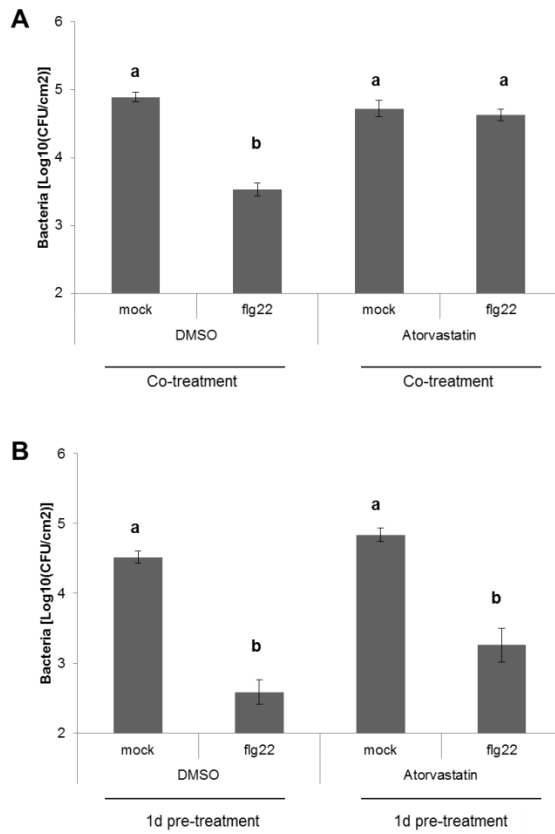 A
Bacteria [Log10(CFU/cm2)]
6
5
4
3
2
a
b
a
a
mock
flg22
mock
flg22
DMSO
Atorvastatin
Co-treatment
Co-treatment
B
Bacteria [Log10(CFU/cm2)]
6
5
4
3
2
a
b
a
b
mock
flg22
mock
flg22
DMSO
Atorvastatin
1d pre-treatment
1d pre-treatment